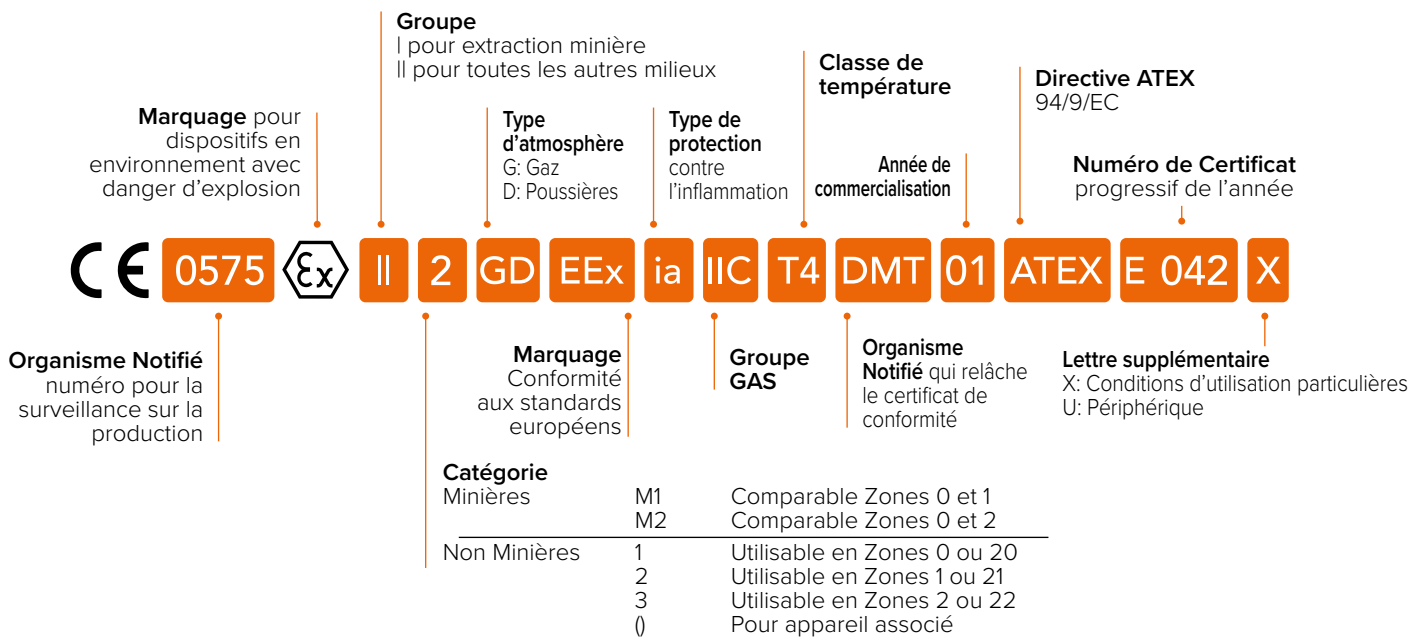 Groupe
I pour extraction minière
II pour toutes les autres milieux
Classe de
température
Directive ATEX
94/9/EC
Marquage pour
dispositifs en
environnement avec
danger d'explosion
Type
d'atmosphère
G: Gaz
D: Poussières
Type de
protection
contre
l'inflammation
Année de
commercialisation
Numéro de Certificat
progressif de l'année
CE 0575 Ex II 2 GD EEx ia IIC T4 DMT 01 ATEX E 042 X
Organisme Notifié
numéro pour la
surveillance sur la
production
Marquage
Conformité
aux standards
européens
Groupe
GAS
Organisme
Notifié qui relâche
le certificat de
conformité
Lettre supplémentaire
X: Conditions d'utilisation particulières
U: Périphérique
Catégorie
Minières M1 Comparable Zones 0 et 1
M2 Comparable Zones 0 et 2
Non Minières 1 Utilisable en Zones 0 ou 20
2 Utilisable en Zones 1 ou 21
3 Utilisable en Zones 2 ou 22
() Pour appareil associé